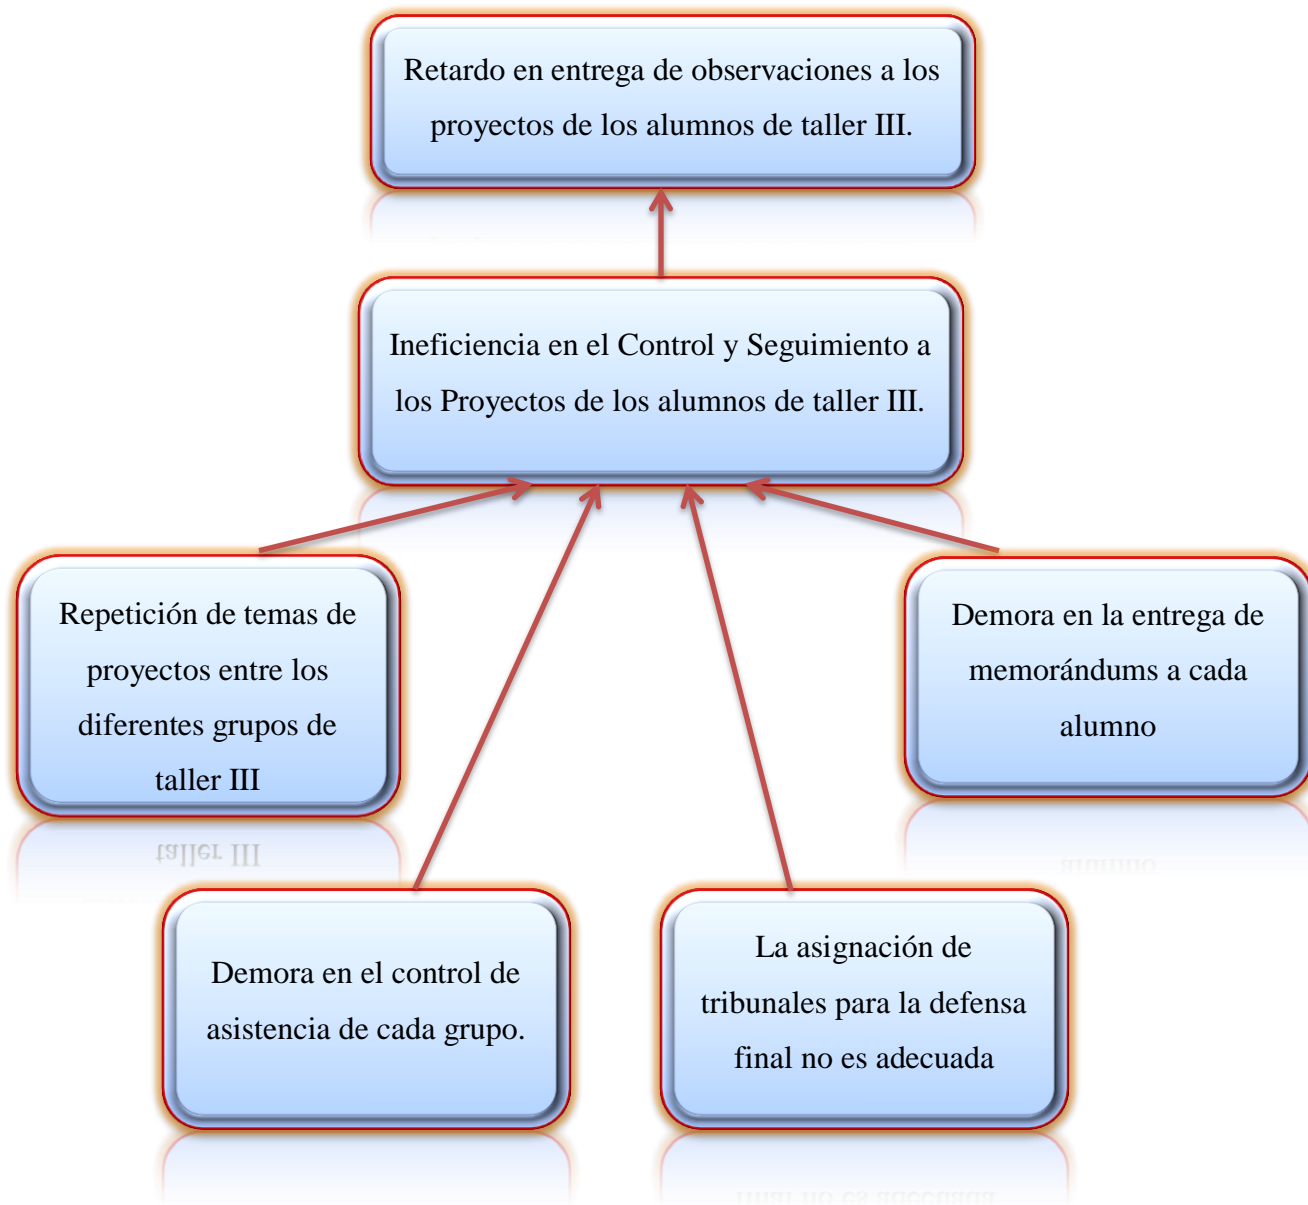 Retardo en entrega de observaciones a los
proyectos de los alumnos de taller III.
Ineficiencia en el Control y Seguimiento a
los Proyectos de los alumnos de taller III.
Repetición de temas de
proyectos entre los
diferentes grupos de
taller III
Demora en la entrega de
memorándums a cada
alumno
Demora en el control de
asistencia de cada grupo.
La asignación de
tribunales para la defensa
final no es adecuada